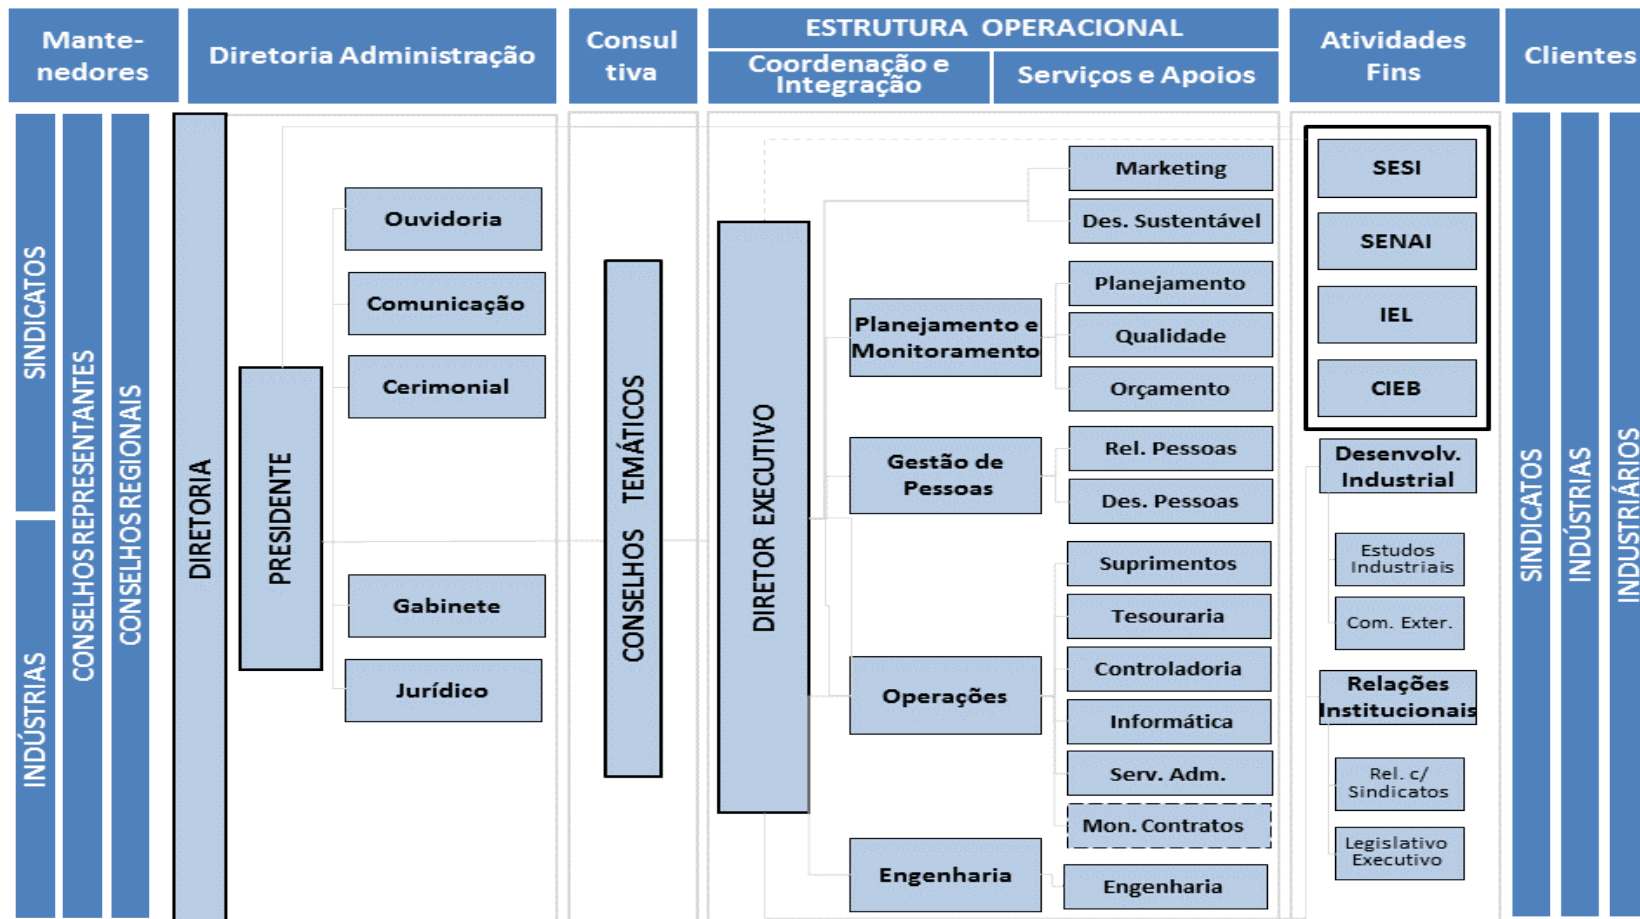 Mante-
nedores
Diretoria Administração
Consul
tiva
ESTRUTURA OPERACIONAL
Coordenação e
Integração
Serviços e Apoios
Atividades
Fins
Clientes
SINDICATOS
INDÚSTRIAS
CONSELHOS REPRESENTANTES
CONSELHOS REGIONAIS
DIRETORIA
PRESIDENTE
Ouvidoria
Comunicação
Cerimonial
Gabinete
Jurídico
CONSELHOS TEMÁTICOS
DIRETOR EXECUTIVO
Planejamento e
Monitoramento
Gestão de
Pessoas
Operações
Engenharia
Marketing
Des. Sustentável
Planejamento
Qualidade
Orçamento
Rel. Pessoas
Des. Pessoas
Suprimentos
Tesouraria
Controladoria
Informática
Serv. Adm.
Mon. Contratos
Engenharia
SESI
SENAI
IEL
CIEB
Desenvolv.
Industrial
Estudos
Industriais
Com. Exter.
Relações
Institucionais
Rel. c/
Sindicatos
Legislativo
Executivo
SINDICATOS
INDÚSTRIAS
INDUSTRIÁRIOS